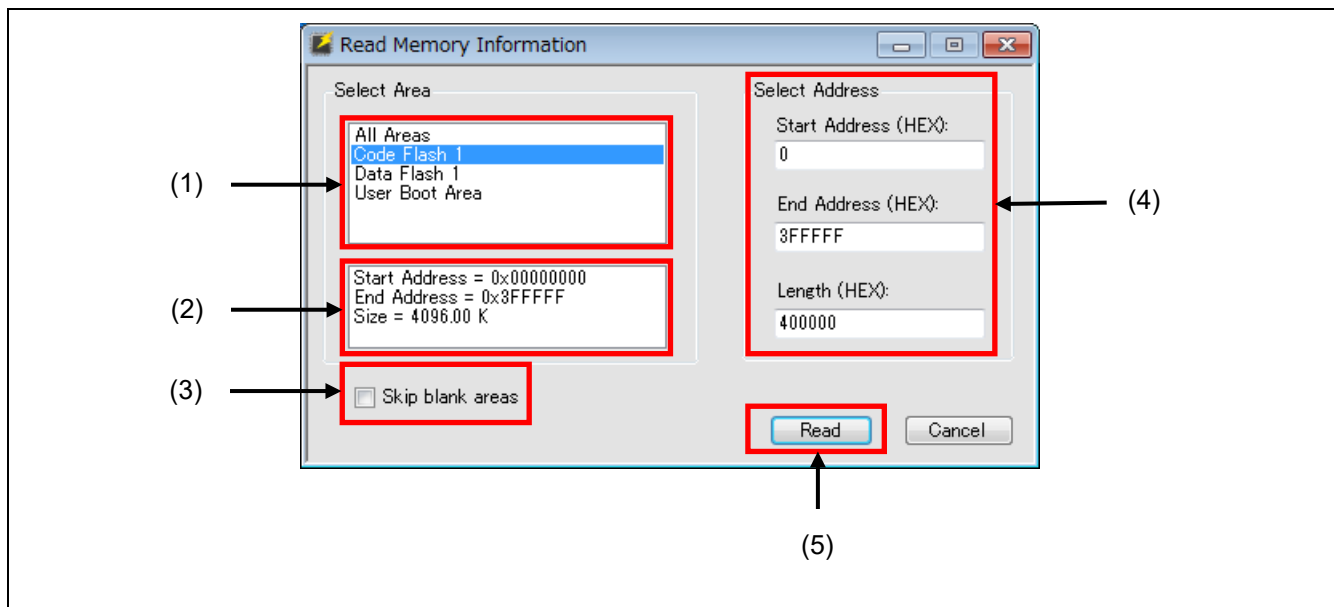 Read Memory Information
Select Area
All Areas
Code Flash 1
Data Flash 1
User Boot Area
(1)
Start Address = 0x00000000
End Address = 0x3FFFFF
Size = 4096.00 K
(2)
(3)
Skip blank areas
Select Address
Start Address (HEX):
0
End Address (HEX):
3FFFFF
Length (HEX):
400000
(4)
Read
Cancel
(5)